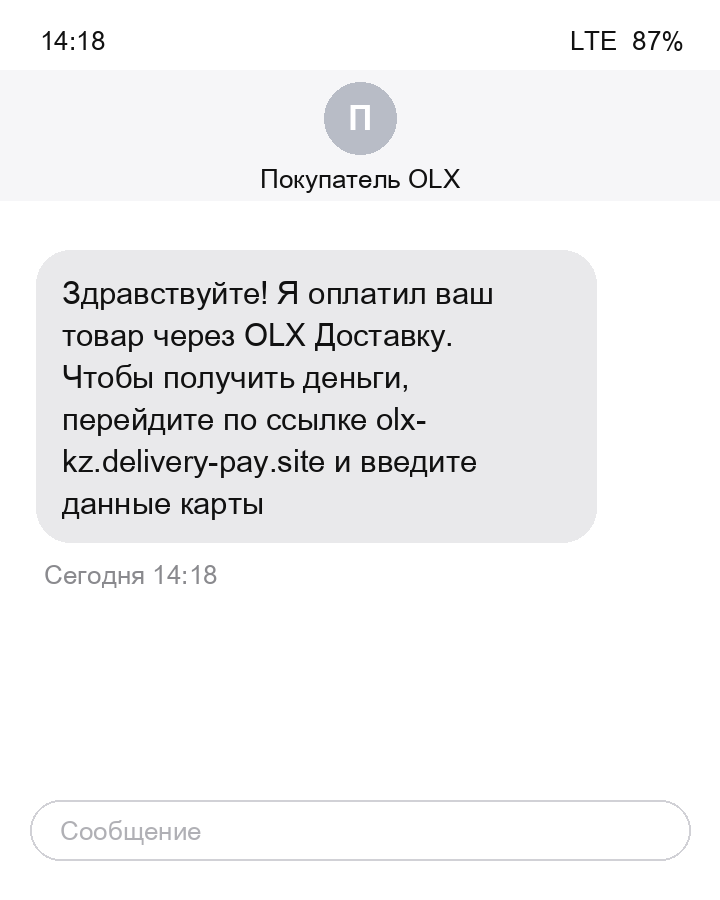 14:18 LTE 87%
П
Покупатель OLX
Здравствуйте! Я оплатил ваш
товар через OLX Доставку.
Чтобы получить деньги,
перейдите по ссылке olx-
kz.delivery-pay.site и введите
данные карты
Сегодня 14:18
Сообщение